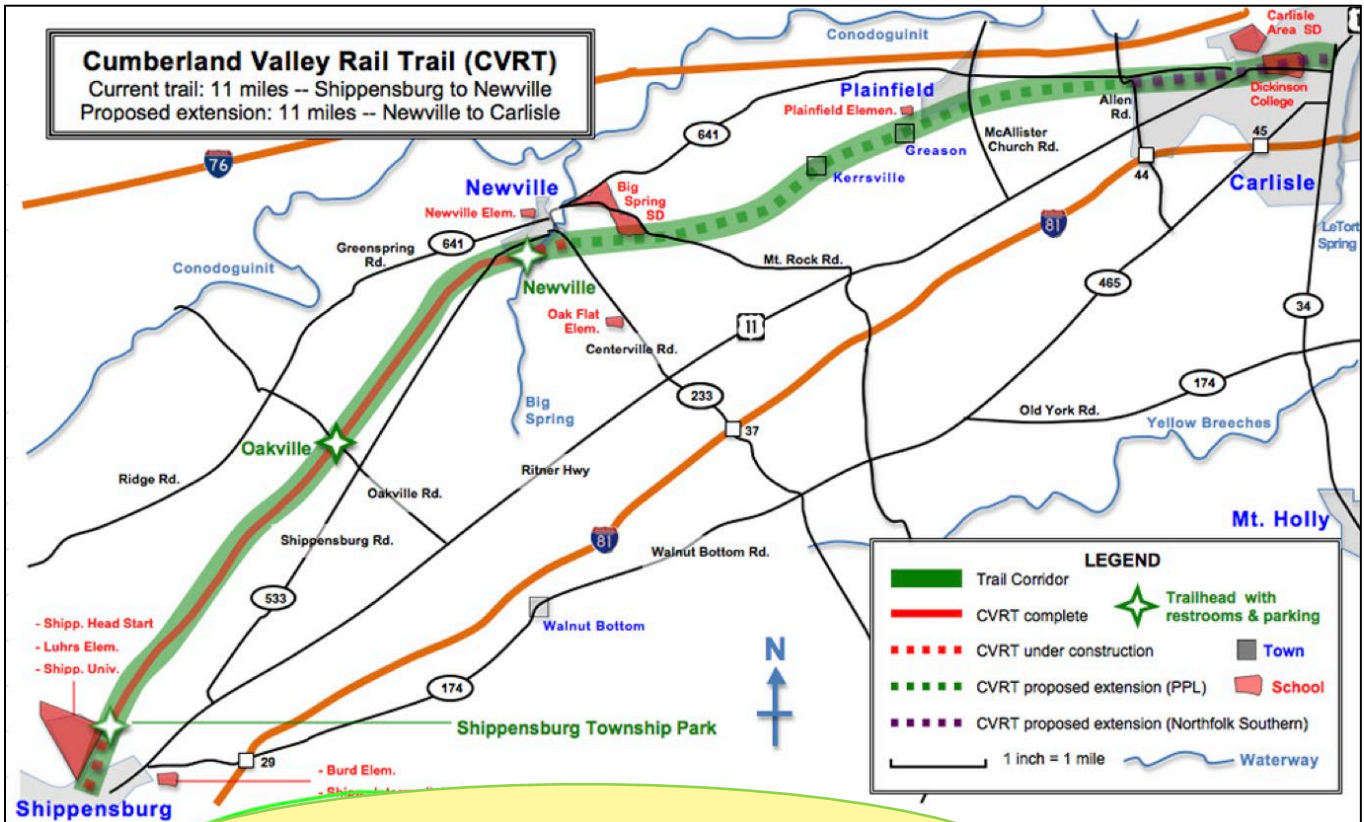 Cumberland Valley Rail Trail (CVRT)
Current trail: 11 miles -- Shippensburg to Newville
Proposed extension: 11 miles -- Newville to Carlisle
Conodoguinit
Carlisle
Area SD
Dickinson
College
Plainfield
Plainfield Elemen.
Allen
Rd.
641
McAllister
Church Rd.
Greason
Kerrsville
45
44
Carlisle
76
Newville
Newville Elem.
Big
Spring
SD
81
LeTort
Spring
641
Greenspring
Rd.
Mt. Rock Rd.
Conodoguinit
Newville
465
34
Oak Flat
Elem.
11
Centerville Rd.
233
174
Old York Rd.
Big
Spring
Yellow Breeches
37
Oakville
Ritner Hwy
Ridge Rd.
Oakville Rd.
Mt. Holly
81
Shippensburg Rd.
Walnut Bottom Rd.
533
Walnut Bottom
- Shipp. Head Start
- Luhrs Elem.
- Shipp. Univ.
N
174
Shippensburg Township Park
29
- Burd Elem.
Shippensburg
LEGEND
Trail Corridor
CVRT complete
Trailhead with
restrooms & parking
CVRT under construction
Town
CVRT proposed extension (PPL)
School
CVRT proposed extension (Northfolk Southern)
1 inch = 1 mile
Waterway